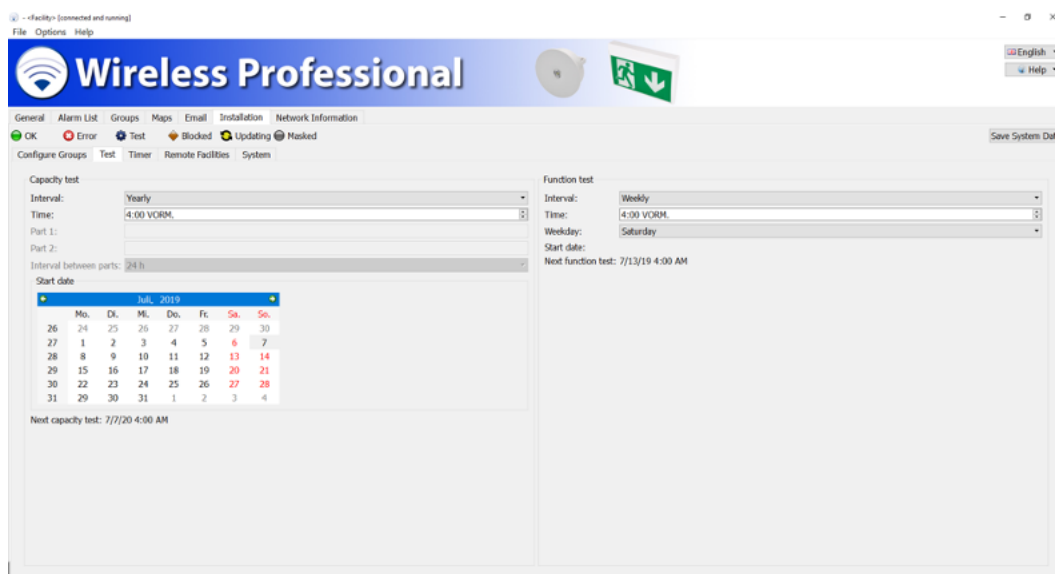 - <Facility> [connected and running]
File Options Help
Wireless Professional
English
Help
General Alarm List Groups Maps Email Installation Network Information
OK Error Test Blocked Updating Masked
Save System Dat
Configure Groups Test Timer Remote Facilities System
Capacity test
Interval: Yearly
Time: 4:00 VORM.
Part 1:
Part 2:
Interval between parts: 24 h
Start date
Juli, 2019
Mo. Di. Mi. Do. Fr. Sa. So.
26 24 25 26 27 28 29 30
27 1 2 3 4 5 6 7
28 8 9 10 11 12 13 14
29 15 16 17 18 19 20 21
30 22 23 24 25 26 27 28
31 29 30 31 1 2 3 4
Next capacity test: 7/7/20 4:00 AM
Function test
Interval: Weekly
Time: 4:00 VORM.
Weekday: Saturday
Start date:
Next function test: 7/13/19 4:00 AM